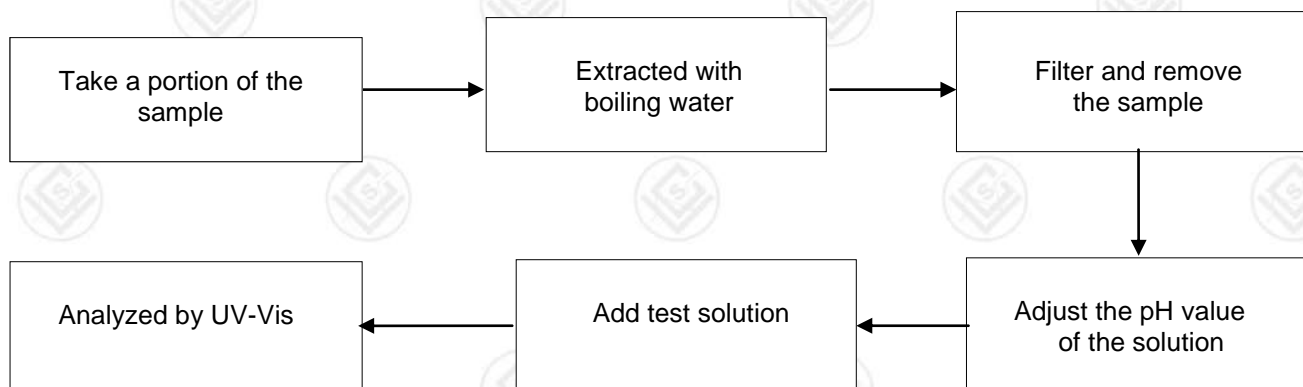 Take a portion of the
sample
Extracted with
boiling water
Filter and remove
the sample
Adjust the pH value
of the solution
Add test solution
Analyzed by UV-Vis